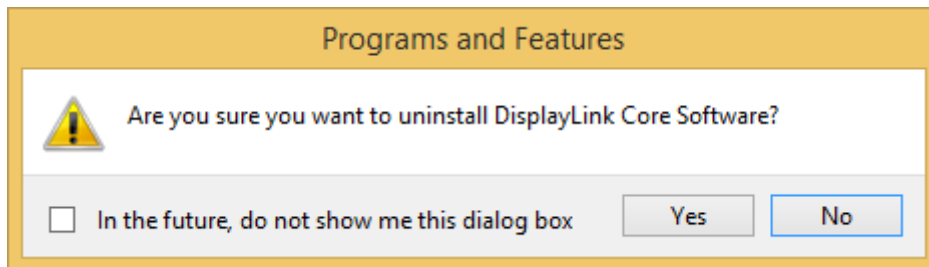 Programs and Features
Are you sure you want to uninstall DisplayLink Core Software?
In the future, do not show me this dialog box
Yes
No